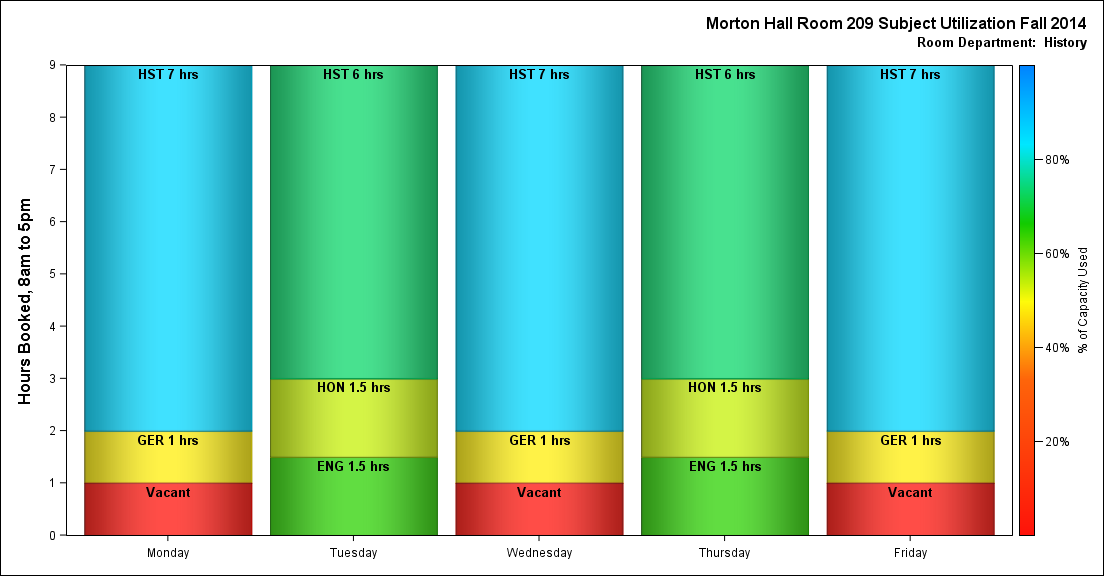 Morton Hall Room 209 Subject Utilization Fall 2014
Room Department:  History
Hours Booked, 8am to 5pm
9
8
7
6
5
4
3
2
1
0
HST 7 hrs
GER 1 hrs
Vacant
HST 6 hrs
HON 1.5 hrs
ENG 1.5 hrs
HST 7 hrs
GER 1 hrs
Vacant
HST 6 hrs
HON 1.5 hrs
ENG 1.5 hrs
HST 7 hrs
GER 1 hrs
Vacant
Monday
Tuesday
Wednesday
Thursday
Friday
80%
60%
40%
20%
% of Capacity Used